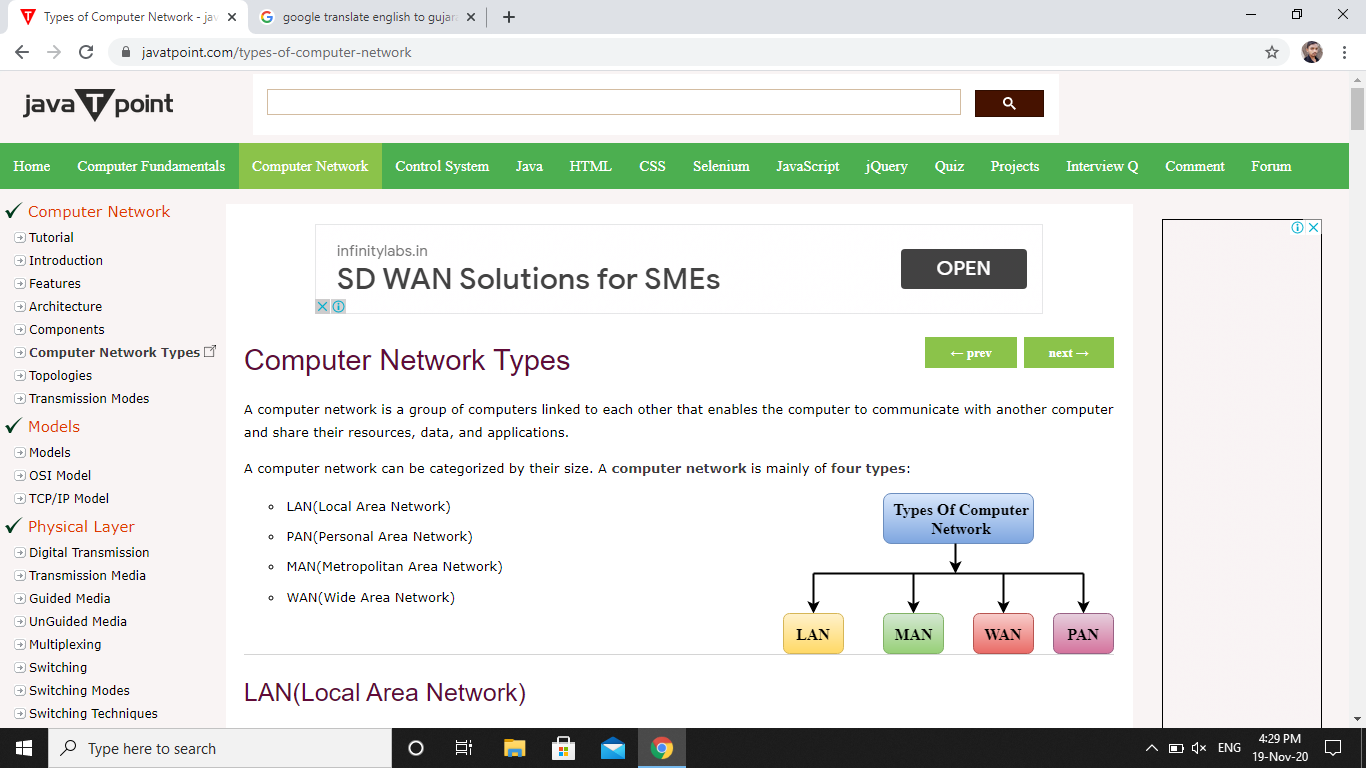 Types of Computer Network - jav
google translate english to gujar
javatpoint.com/types-of-computer-network
java T point
Home Computer Fundamentals Computer Network Control System Java HTML CSS Selenium JavaScript jQuery Quiz Projects Interview Q Comment Forum
Computer Network
Tutorial
Introduction
Features
Architecture
Components
Computer Network Types
Topologies
Transmission Modes
Models
Models
OSI Model
TCP/IP Model
Physical Layer
Digital Transmission
Transmission Media
Guided Media
UnGuided Media
Multiplexing
Switching
Switching Modes
Switching Techniques
infinitylabs.in
SD WAN Solutions for SMEs
OPEN
Computer Network Types
← prev
next →
A computer network is a group of computers linked to each other that enables the computer to communicate with another computer
and share their resources, data, and applications.
A computer network can be categorized by their size. A computer network is mainly of four types:
LAN(Local Area Network)
PAN(Personal Area Network)
MAN(Metropolitan Area Network)
WAN(Wide Area Network)
Types Of Computer
Network
LAN MAN WAN PAN
LAN(Local Area Network)
Type here to search
ENG
4:29 PM
19-Nov-20